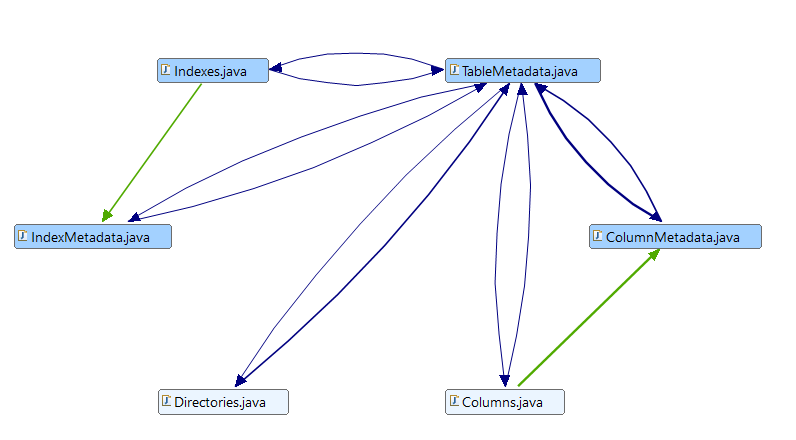 Indexes.java
TableMetadata.java
IndexMetadata.java
ColumnMetadata.java
Directories.java
Columns.java